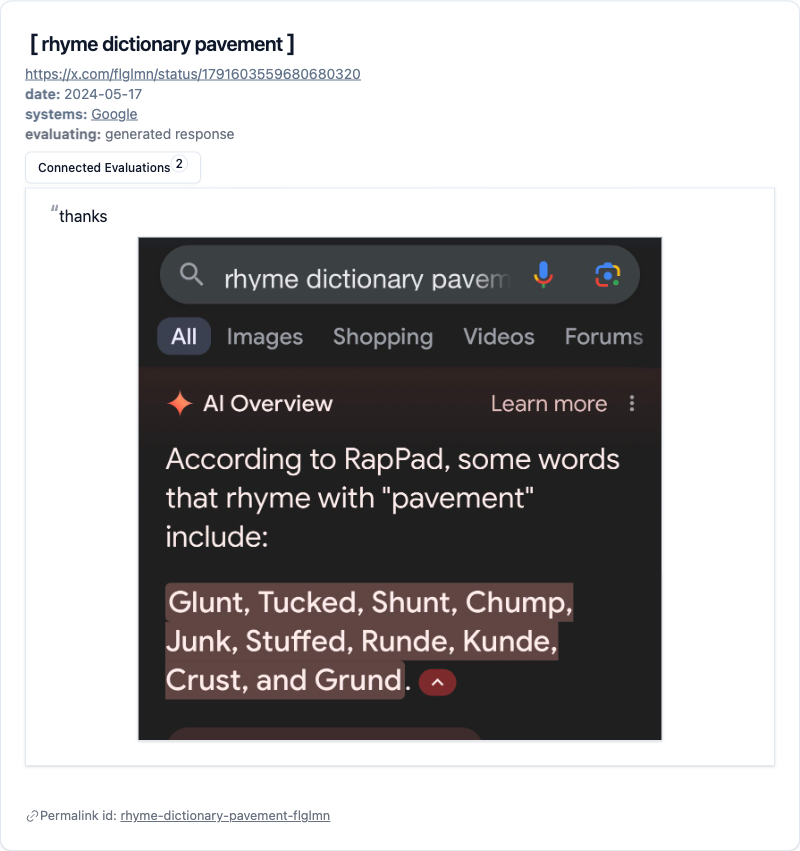 [ rhyme dictionary pavement ]
https://x.com/flglmn/status/1791603559680680320
date: 2024-05-17
systems: Google
evaluating: generated response
Connected Evaluations 2
“thanks
rhyme dictionary pavem
All Images Shopping Videos Forums
AI Overview Learn more
According to RapPad, some words
that rhyme with "pavement"
include:
Glunt, Tucked, Shunt, Chump,
Junk, Stuffed, Runde, Kunde,
Crust, and Grund.
Permalink id: rhyme-dictionary-pavement-flglmn